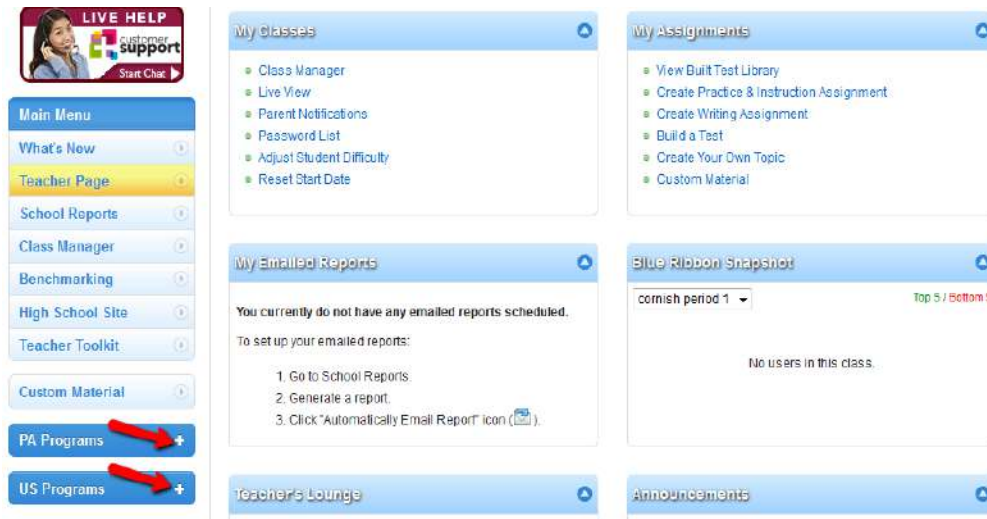 LIVE HELP
customer
support
Start Chat
Main Menu
What's New
Teacher Page
School Reports
Class Manager
Benchmarking
High School Site
Teacher Toolkit
Custom Material
PA Programs
US Programs
My Classes
Class Manager
Live View
Parent Notifications
Password List
Adjust Student Difficulty
Reset Start Date
My Assignments
View Built Test Library
Create Practice & Instruction Assignment
Create Writing Assignment
Build a Test
Create Your Own Topic
Custom Material
My Emailed Reports
You currently do not have any emailed reports scheduled.
To set up your emailed reports:
1. Go to School Reports.
2. Generate a report.
3. Click "Automatically Email Report" icon ( ).
Blue Ribbon Snapshot
cornish period 1
Top 5 / Bottom 5
No users in this class.
Teacher's Lounge
Announcements